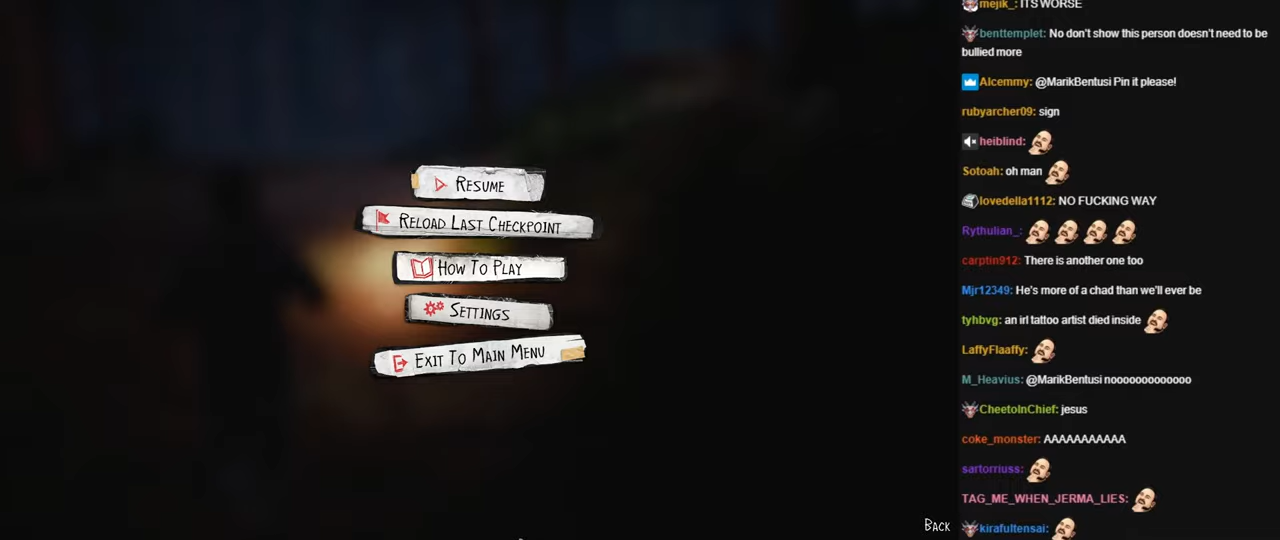 Resume
Reload Last Checkpoint
How To Play
Settings
Exit To Main Menu
Back
mejik_: ITS WORSE
benttemplet: No don't show this person doesn't need to be
bullied more
Alcemmy: @MarikBentusi Pin it please!
rubyarcher09: sign
heiblind:
Sotoah: oh man
lovedella1112: NO FUCKING WAY
Rythulian_:
carptin912: There is another one too
Mjr12349: He's more of a chad than we'll ever be
tyhbvg: an irl tattoo artist died inside
LaffyFlaaffy:
M_Heavius: @MarikBentusi nooooooooooooo
CheetoInChief: jesus
coke_monster: AAAAAAAAAAA
sartorriuss:
TAG_ME_WHEN_JERMA_LIES:
kirafultensai: